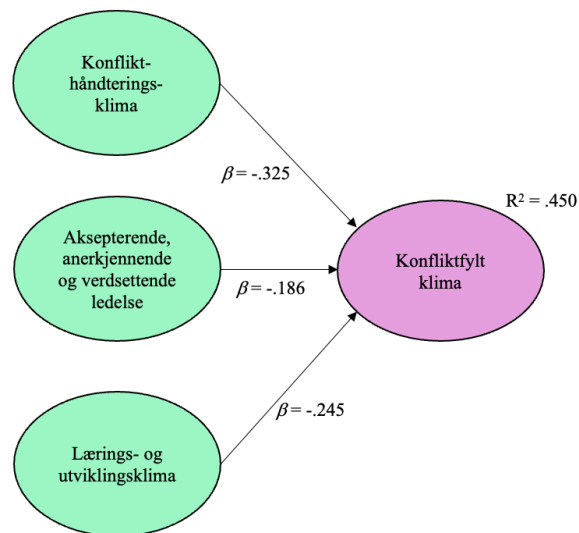 Konflikt-
håndterings-
klima
β = -.325
R² = .450
Aksepterende,
anerkjennende
og verdsettende
ledelse
β = -.186
Konfliktfylt
klima
β = -.245
Lærings- og
utviklingsklima